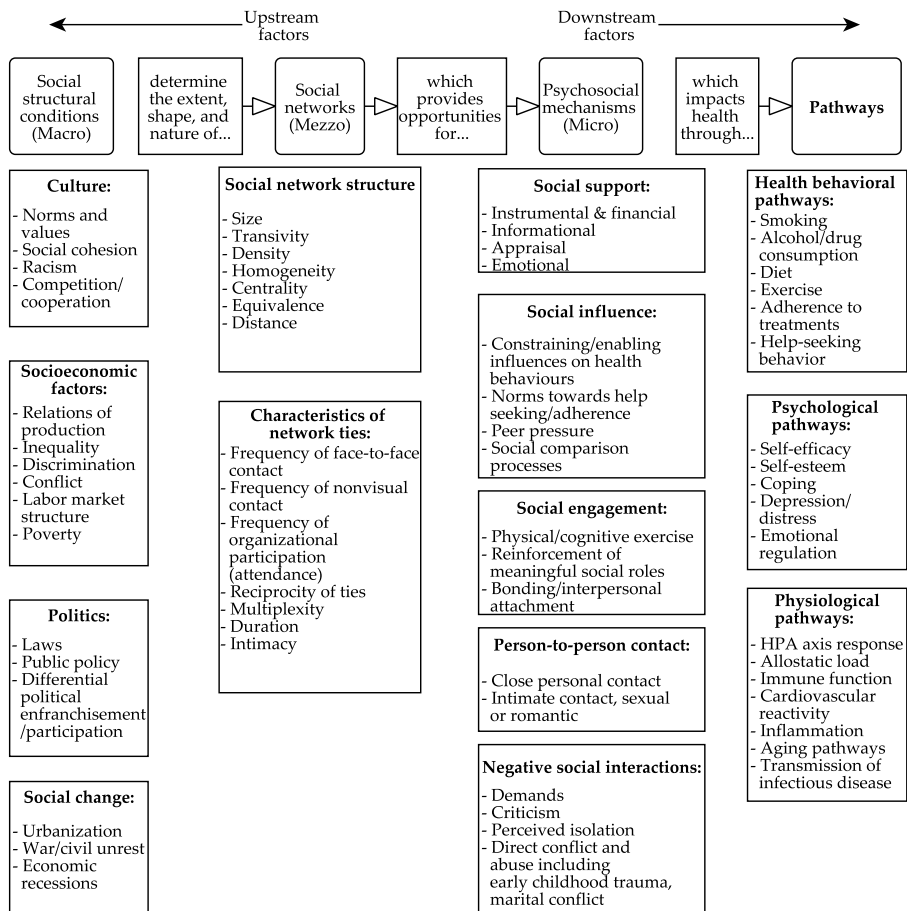 Upstream
factors
Downstream
factors
Social
structural
conditions
(Macro)
determine
the extent,
shape, and
nature of...
Social
networks
(Mezzo)
which
provides
opportunities
for...
Psychosocial
mechanisms
(Micro)
which
impacts
health
through...
Pathways
Culture:
- Norms and
values
- Social cohesion
- Racism
- Competition/
cooperation
Socioeconomic
factors:
- Relations of
production
- Inequality
- Discrimination
- Conflict
- Labor market
structure
- Poverty
Politics:
- Laws
- Public policy
- Differential
political
enfranchisement
/participation
Social change:
- Urbanization
- War/civil unrest
- Economic
recessions
Social network structure
- Size
- Transivity
- Density
- Homogeneity
- Centrality
- Equivalence
- Distance
Characteristics of
network ties:
- Frequency of face-to-face
contact
- Frequency of nonvisual
contact
- Frequency of
organizational
participation
(attendance)
- Reciprocity of ties
- Multiplexity
- Duration
- Intimacy
Social support:
- Instrumental & financial
- Informational
- Appraisal
- Emotional
Social influence:
- Constraining/enabling
influences on health
behaviours
- Norms towards help
seeking/adherence
- Peer pressure
- Social comparison
processes
Social engagement:
- Physical/cognitive exercise
- Reinforcement of
meaningful social roles
- Bonding/interpersonal
attachment
Person-to-person contact:
- Close personal contact
- Intimate contact, sexual
or romantic
Negative social interactions:
- Demands
- Criticism
- Perceived isolation
- Direct conflict and
abuse including
early childhood trauma,
marital conflict
Health behavioral
pathways:
- Smoking
- Alcohol/drug
consumption
- Diet
- Exercise
- Adherence to
treatments
- Help-seeking
behavior
Psychological
pathways:
- Self-efficacy
- Self-esteem
- Coping
- Depression/
distress
- Emotional
regulation
Physiological
pathways:
- HPA axis response
- Allostatic load
- Immune function
- Cardiovascular
reactivity
- Inflammation
- Aging pathways
- Transmission of
infectious disease